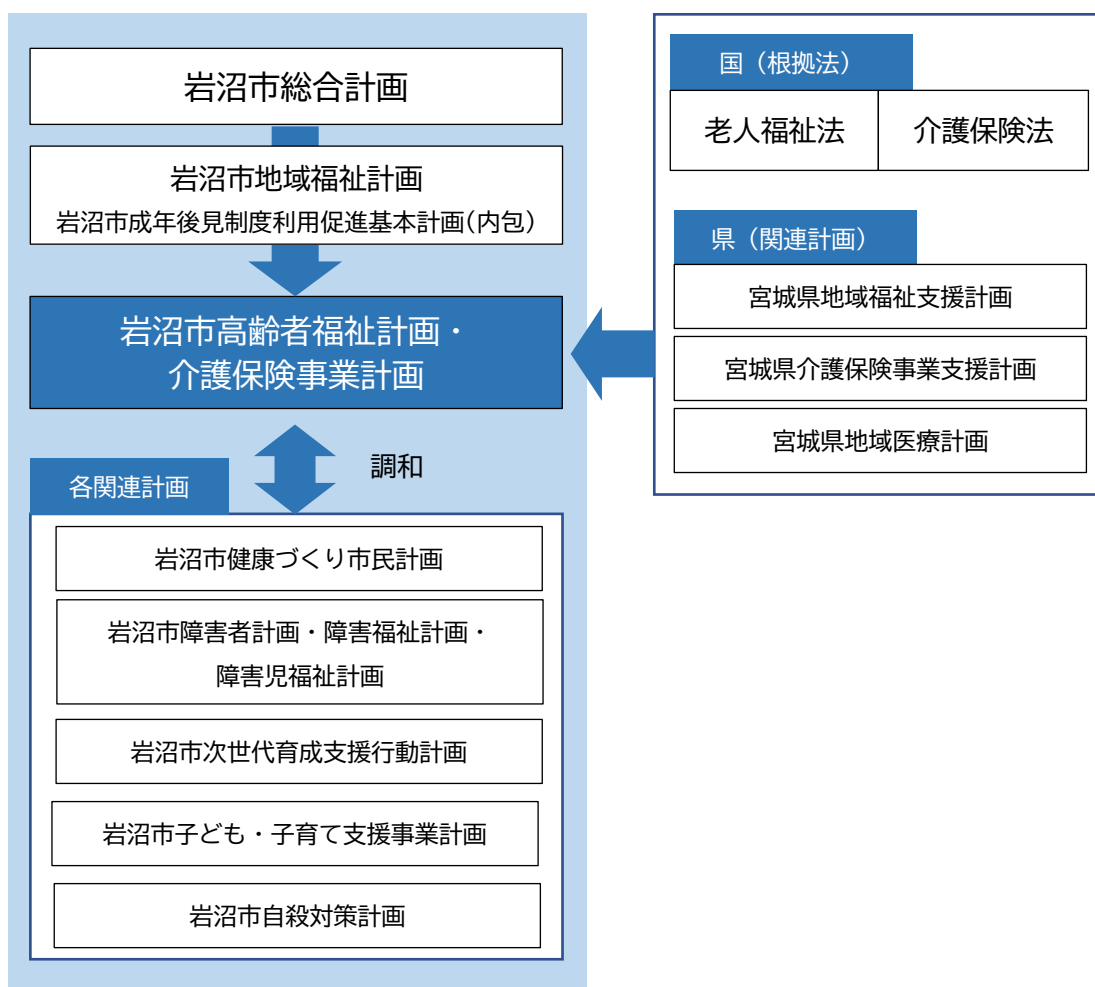 岩沼市総合計画
岩沼市地域福祉計画
岩沼市成年後見制度利用促進基本計画(内包)
岩沼市高齢者福祉計画・
介護保険事業計画
調和
各関連計画
岩沼市健康づくり市民計画
岩沼市障害者計画・障害福祉計画・
障害児福祉計画
岩沼市次世代育成支援行動計画
岩沼市子ども・子育て支援事業計画
岩沼市自殺対策計画
国（根拠法）
老人福祉法
介護保険法
県（関連計画）
宮城県地域福祉支援計画
宮城県介護保険事業支援計画
宮城県地域医療計画